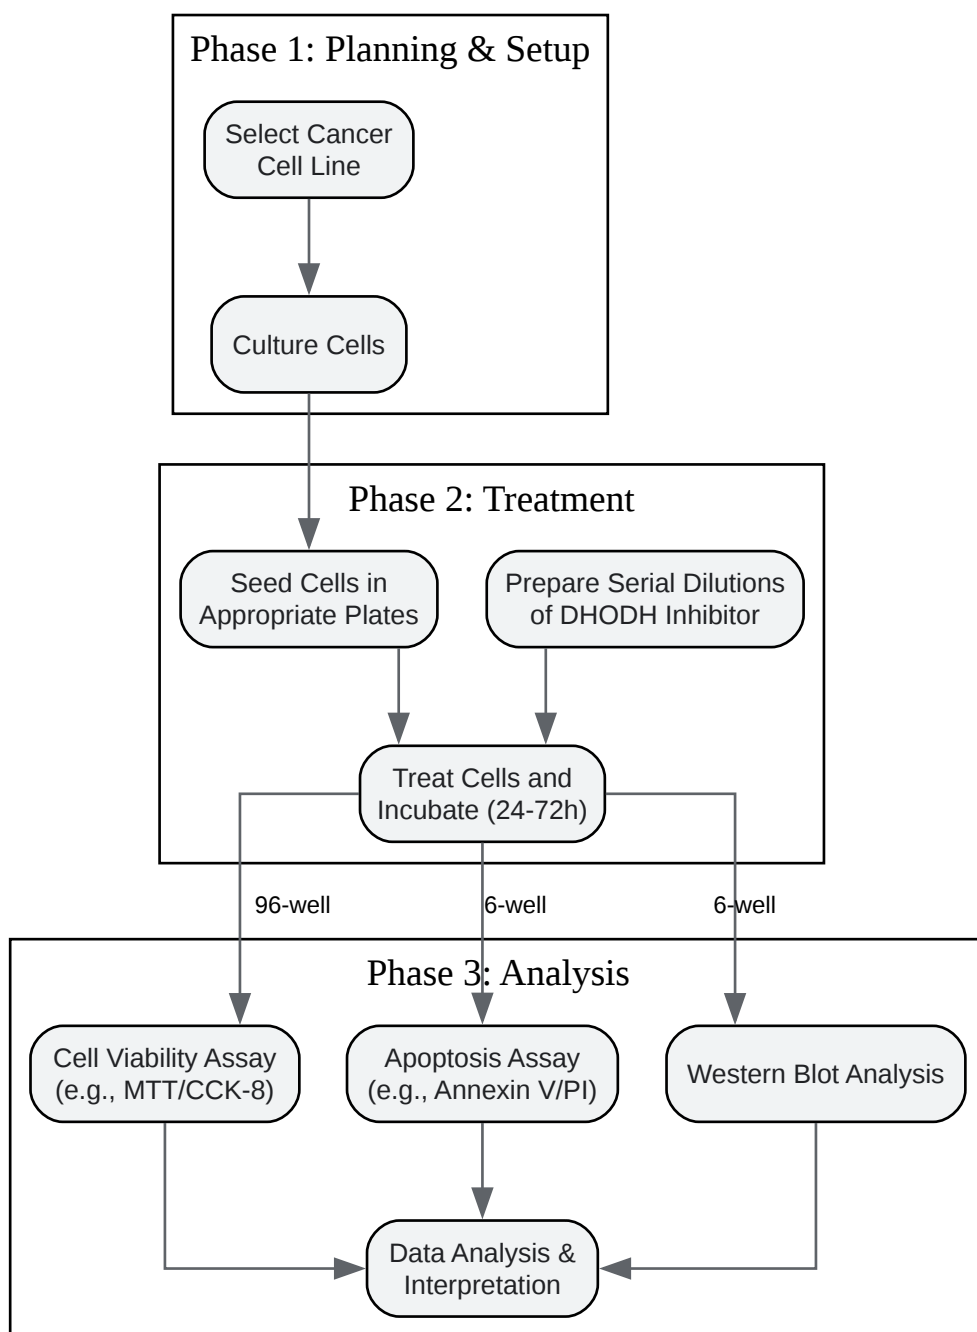 Phase 1: Planning & Setup
Select Cancer
Cell Line
Culture Cells
Phase 2: Treatment
Seed Cells in
Appropriate Plates
Prepare Serial Dilutions
of DHODH Inhibitor
Treat Cells and
Incubate (24-72h)
96-well
6-well
6-well
Phase 3: Analysis
Cell Viability Assay
(e.g., MTT/CCK-8)
Apoptosis Assay
(e.g., Annexin V/PI)
Western Blot Analysis
Data Analysis &
Interpretation